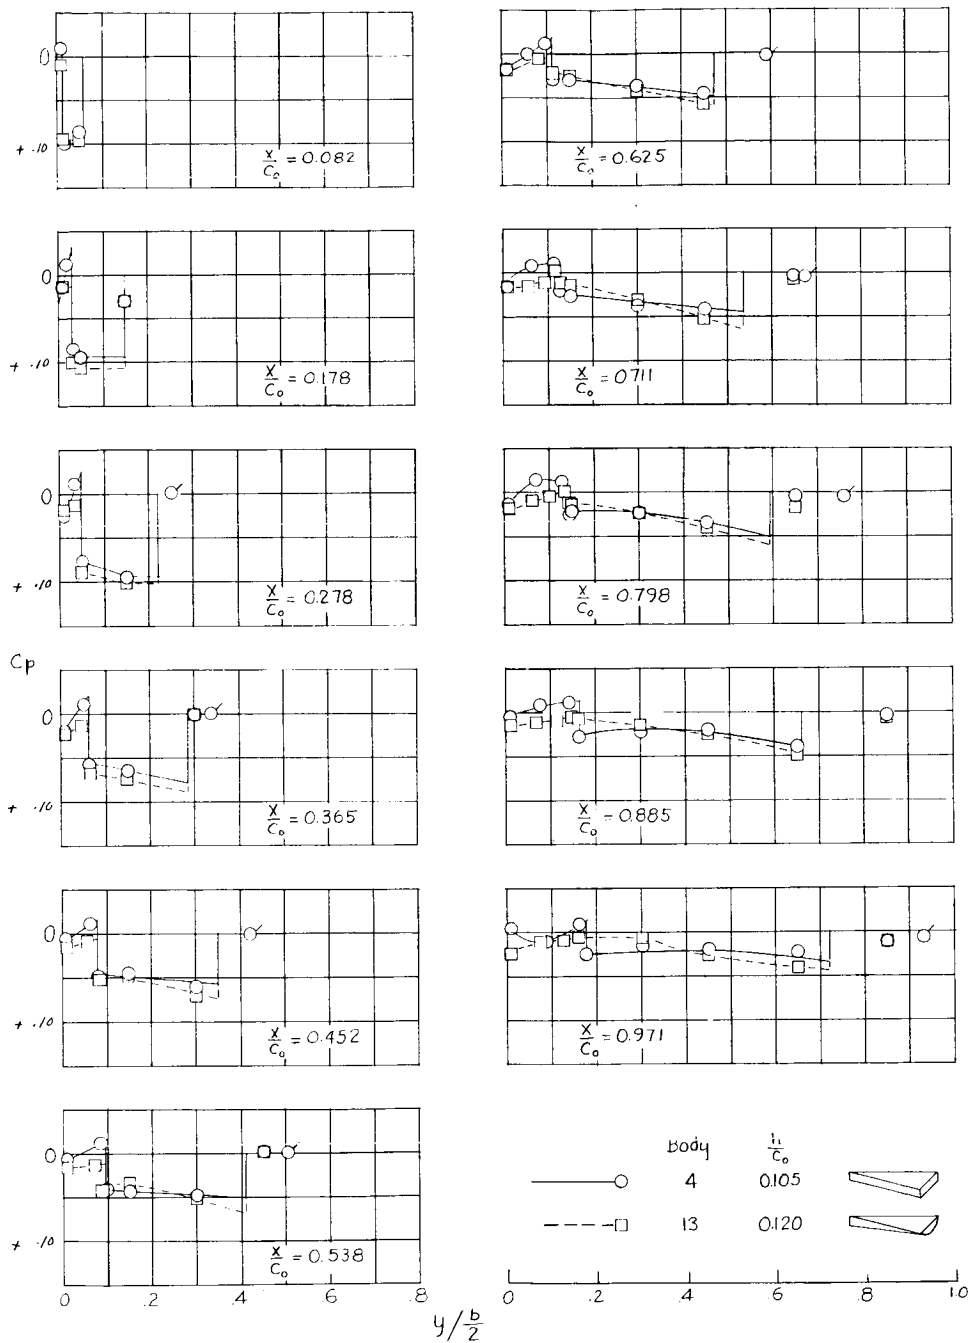 0
+ .10
x/C₀ = 0.082
0
+ .10
x/C₀ = 0.178
0
+ .10
x/C₀ = 0.278
Cp
0
+ .10
x/C₀ = 0.365
0
+ .10
x/C₀ = 0.452
0
+ .10
x/C₀ = 0.538
0 .2 .4 .6 .8
x/C₀ = 0.625
x/C₀ = 0711
x/C₀ = 0.798
x/C₀ = 0.885
x/C₀ = 0.971
Body h/C₀
4 0.105
13 0.120
0 .2 .4 .6 .8 1.0
y/b/2